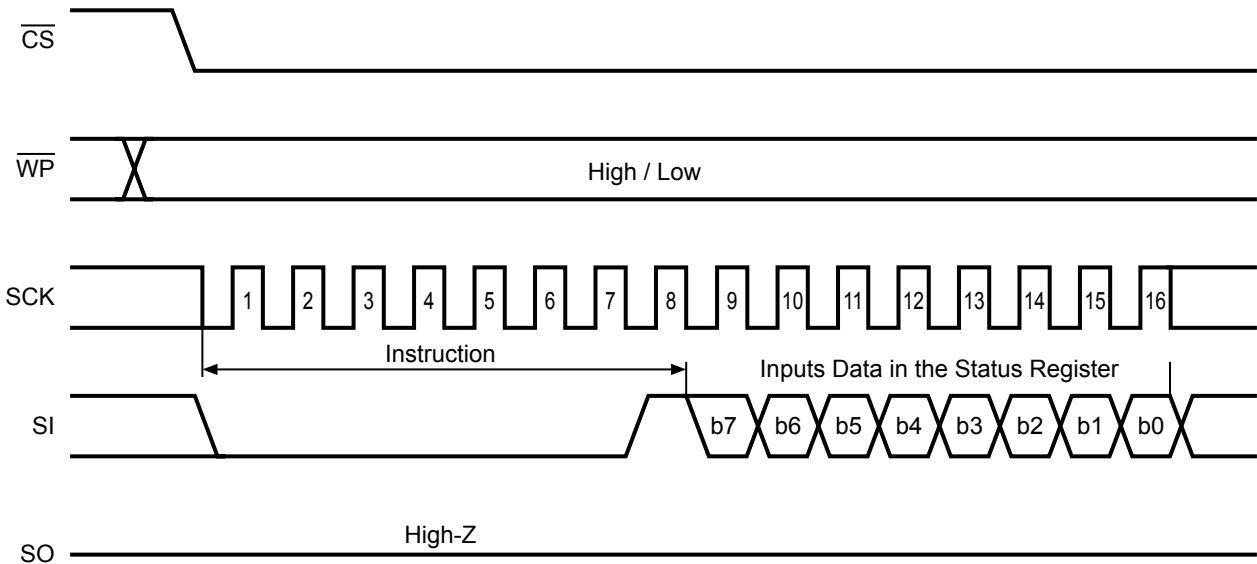 CS
WP
High / Low
SCK
1 2 3 4 5 6 7 8 9 10 11 12 13 14 15 16
Instruction
Inputs Data in the Status Register
SI
b7 b6 b5 b4 b3 b2 b1 b0
High-Z
SO